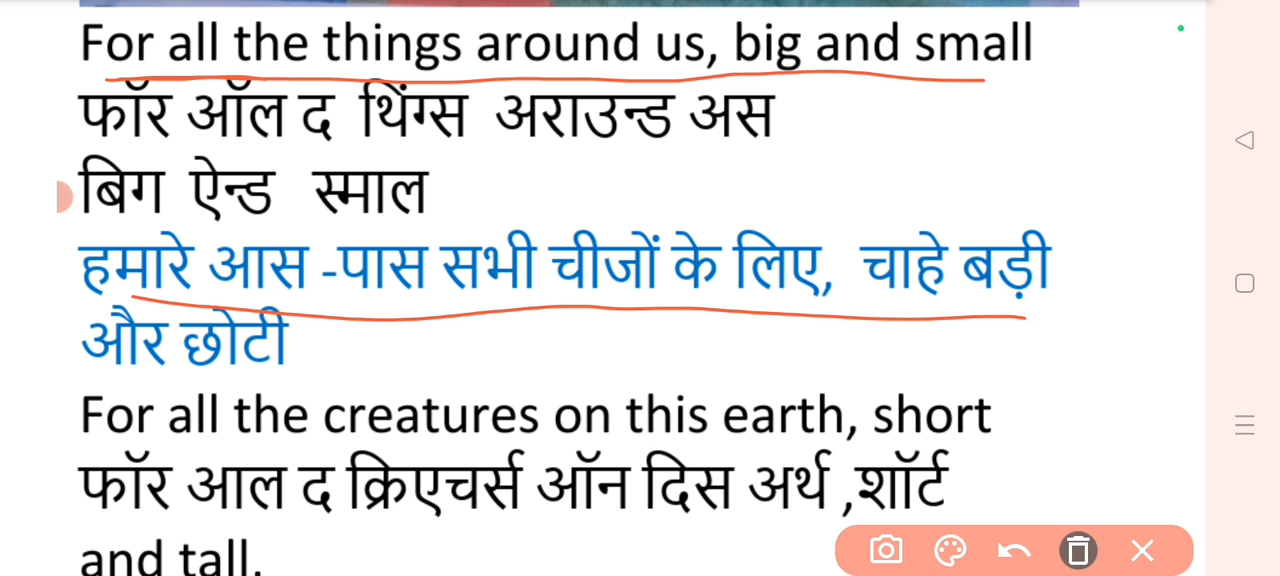 For all the things around us, big and small
फॉर ऑल द थिंग्स अराउन्ड अस
बिग ऐन्ड स्माल
हमारे आस -पास सभी चीजों के लिए, चाहे बड़ी
और छोटी
For all the creatures on this earth, short
फॉर आल द क्रिएचर्स ऑन दिस अर्थ ,शॉर्ट
and tall.